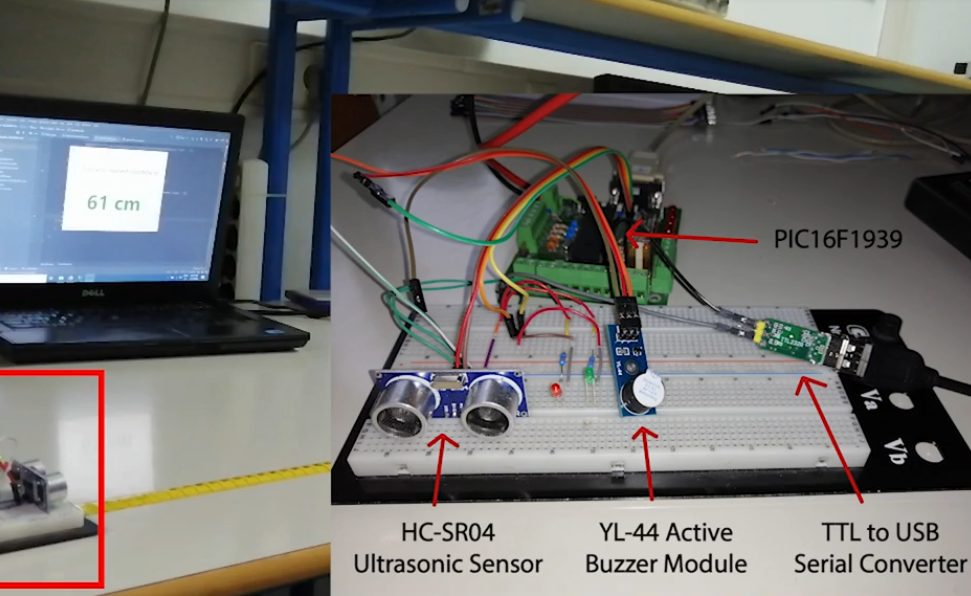 61 cm
DELL
PIC16F1939
Va
Vb
HC-SR04
Ultrasonic Sensor
YL-44 Active
Buzzer Module
TTL to USB
Serial Converter